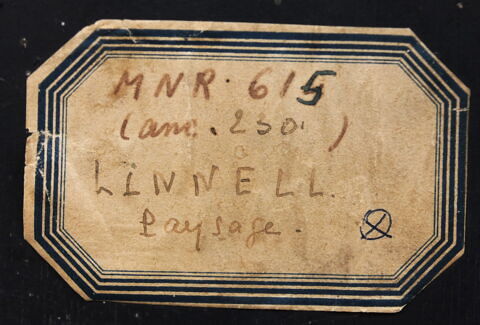 MNR. 615
(anc. 250.)
LiNNELL.
Paysage.